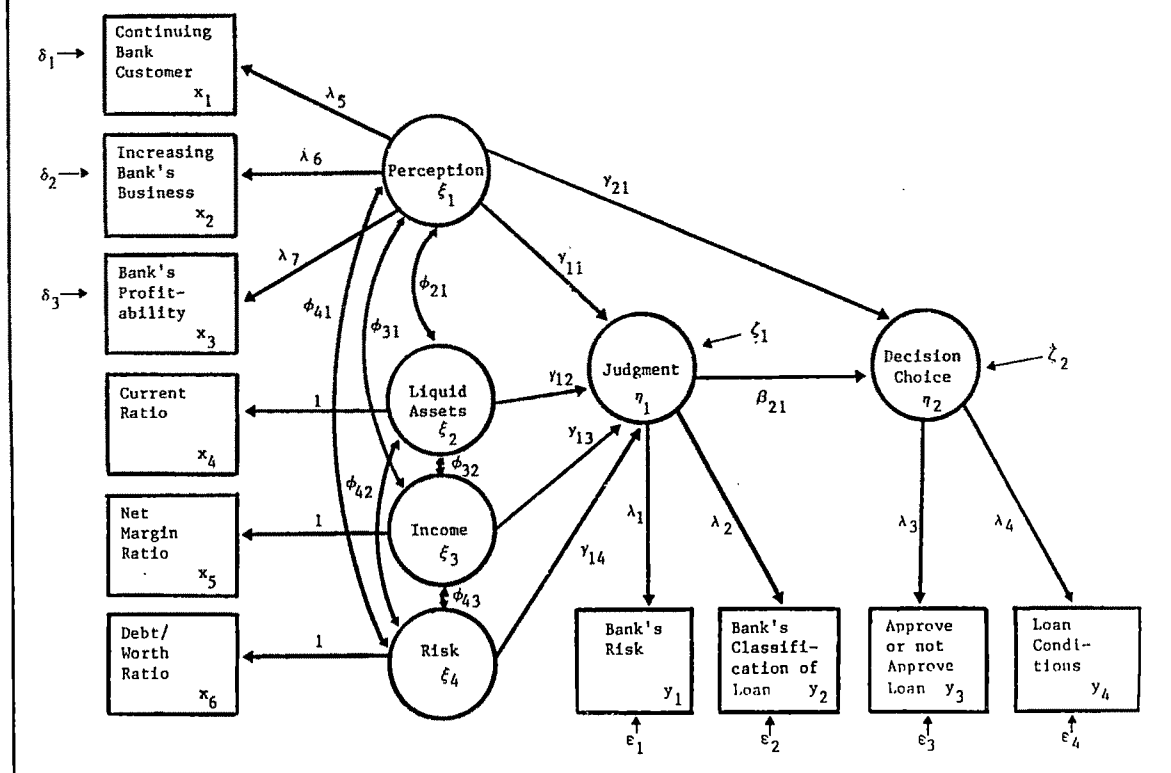 Continuing
Bank
Customer
x1
δ1
λ5
Increasing
Bank's
Business
x2
δ2
λ6
Perception
ξ1
γ21
Bank's
Profit-
ability
x3
δ3
λ7
ϕ41
ϕ31
ϕ21
γ11
Current
Ratio
x4
1
Liquid
Assets
ξ2
γ12
Judgment
η1
ζ1
β21
Decision
Choice
η2
ζ2
Net
Margin
Ratio
x5
1
ϕ42
ϕ32
Income
ξ3
γ13
Debt/
Worth
Ratio
x6
1
ϕ43
Risk
ξ4
γ14
λ1
λ2
λ3
λ4
Bank's
Risk
y1
ε1
Bank's
Classifi-
cation of
Loan y2
ε2
Approve
or not
Approve
Loan y3
ε3
Loan
Condi-
tions
y4
ε4